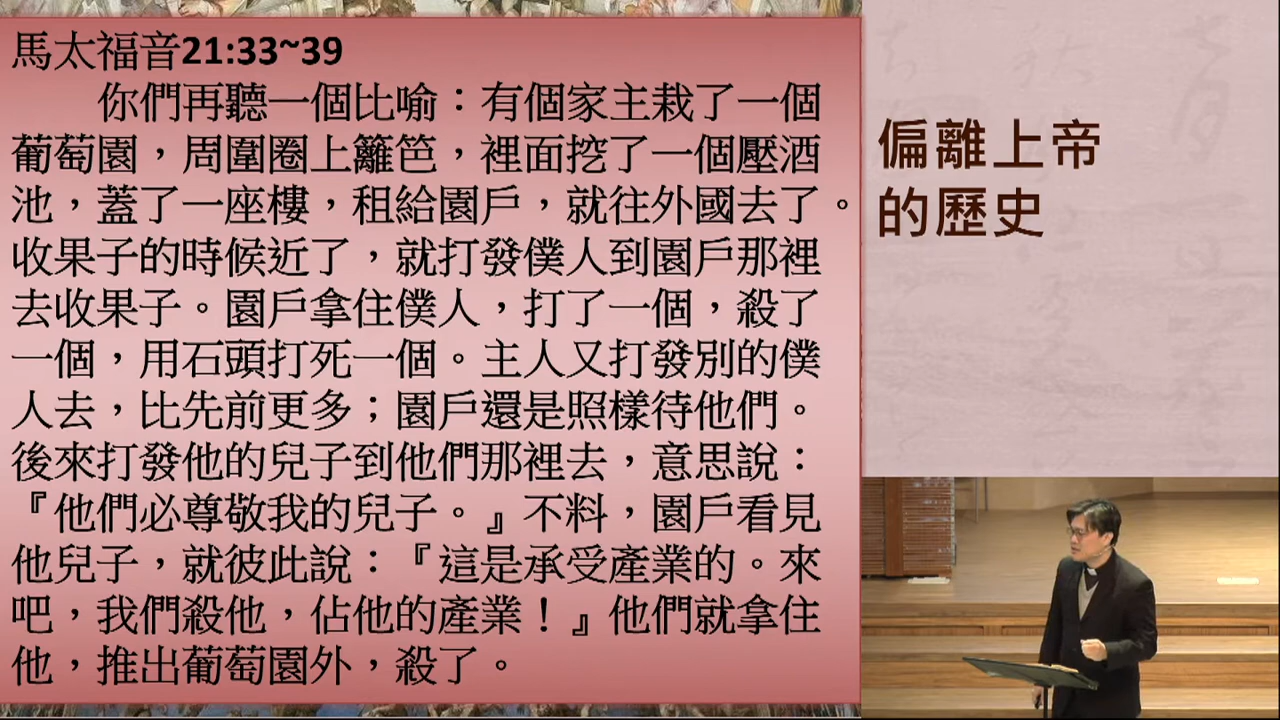 馬太福音21:33~39
你們再聽一個比喻：有個家主栽了一個
葡萄園，周圍圈上籬笆，裡面挖了一個壓酒
池，蓋了一座樓，租給園戶，就往外國去了。
收果子的時候近了，就打發僕人到園戶那裡
去收果子。園戶拿住僕人，打了一個，殺了
一個，用石頭打死一個。主人又打發別的僕
人去，比先前更多；園戶還是照樣待他們。
後來打發他的兒子到他們那裡去，意思說：
『他們必尊敬我的兒子。』不料，園戶看見
他兒子，就彼此說：『這是承受產業的。來
吧，我們殺他，佔他的產業！』他們就拿住
他，推出葡萄園外，殺了。
偏離上帝
的歷史